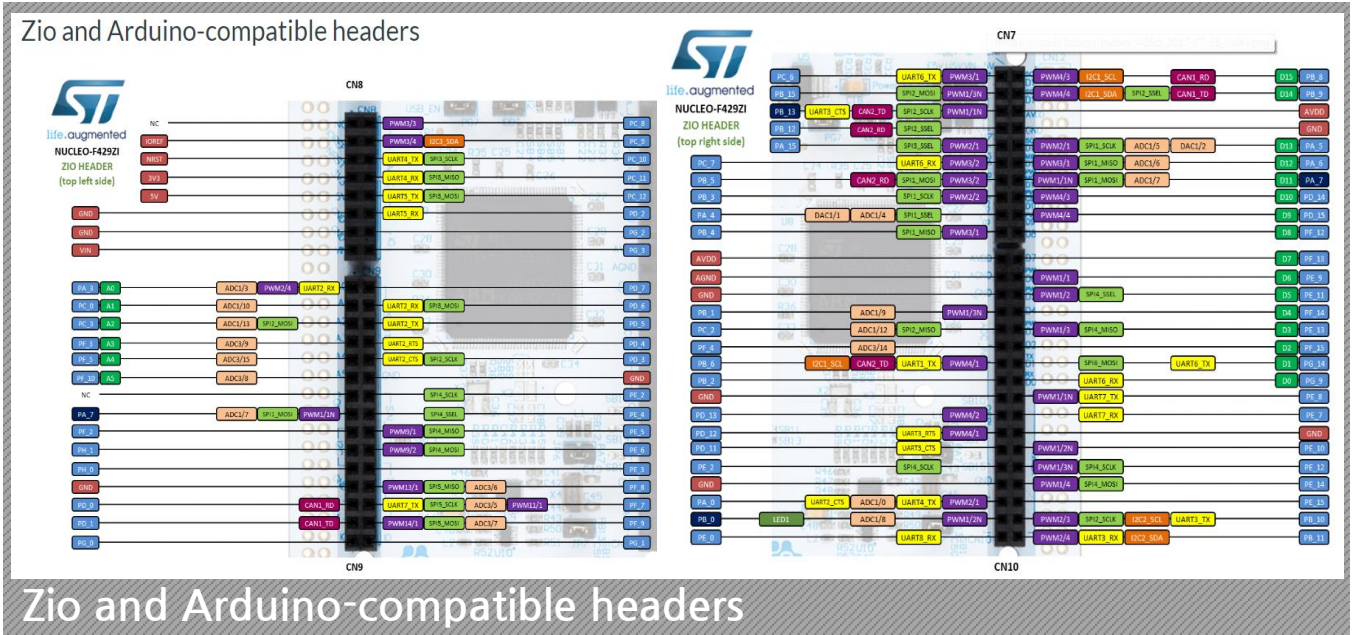 Zio and Arduino-compatible headers
life.augmented
NUCLEO-F429ZI
ZIO HEADER
(top left side)
CN8
NC PWM3/3 PC_8
IOREF PWM3/4 I2C3_SDA PC_9
NRST UART4_TX SPI3_SCLK PC_10
3V3 UART4_RX SPI3_MISO PC_11
5V UART5_TX SPI3_MOSI PC_12
GND UART5_RX PD_2
GND PG_2
VIN PG_3
PA_3 A0 ADC1/3 PWM2/4 UART2_RX PD_7
PC_0 A1 ADC1/10 UART2_RX SPI3_MOSI PD_6
PC_3 A2 ADC1/13 SPI2_MOSI UART2_TX PD_5
PF_3 A3 ADC3/9 UART2_RTS PD_4
PF_5 A4 ADC3/15 UART2_CTS SPI2_SCLK PD_3
PF_10 A5 ADC3/8 GND
NC SPI4_SCLK PE_2
PA_7 ADC1/7 SPI1_MOSI PWM1/1N SPI4_SSEL PE_4
PF_2 PWM9/1 SPI4_MISO PE_5
PH_1 PWM9/2 SPI4_MOSI PE_6
PH_0 PE_3
GND PWM13/1 SPI5_MISO ADC3/6 PF_8
PD_0 CAN1_RD UART7_TX SPI5_SCLK ADC3/5 PWM11/1 PF_7
PD_1 CAN1_TD PWM14/1 SPI5_MOSI ADC3/7 PF_9
PG_0 PG_1
CN9
life.augmented
NUCLEO-F429ZI
ZIO HEADER
(top right side)
CN7
PC_6 UART6_TX PWM3/1 PWM4/3 I2C1_SCL CAN1_RD D15 PB_8
PB_15 SPI2_MOSI PWM1/3N PWM4/4 I2C1_SDA SPI2_SSEL CAN1_TD D14 PB_9
PB_13 UART3_CTS CAN2_TD SPI2_SCLK PWM1/1N AVDD
PB_12 CAN2_RD SPI2_SSEL GND
PA_15 SPI3_SSEL PWM2/1 PWM2/1 SPI1_SCLK ADC1/5 DAC1/2 D13 PA_5
PC_7 UART6_RX PWM3/2 PWM3/1 SPI1_MISO ADC1/6 D12 PA_6
PB_5 CAN2_RD SPI1_MOSI PWM3/2 PWM1/1N SPI1_MOSI ADC1/7 D11 PA_7
PB_3 SPI1_SCLK PWM2/2 PWM4/3 D10 PD_14
PA_4 DAC1/1 ADC1/4 SPI1_SSEL PWM4/4 D9 PD_15
PB_4 SPI1_MISO PWM3/1 D8 PF_12
AVDD D7 PF_13
AGND PWM1/1 D6 PE_9
GND PWM1/2 SPI4_SSEL D5 PE_11
PB_1 ADC1/9 PWM1/3N D4 PF_14
PC_2 ADC1/12 SPI2_MISO PWM1/3 SPI4_MISO D3 PE_13
PF_4 ADC3/14 D2 PF_15
PB_6 I2C1_SCL CAN2_TD UART1_TX PWM4/1 SPI6_MOSI UART6_TX D1 PG_14
PB_2 UART6_RX D0 PG_9
GND PWM1/1N UART7_TX PE_8
PD_13 PWM4/2 UART7_RX PE_7
PD_12 UART3_RTS PWM4/1 GND
PD_11 UART3_CTS PWM1/2N PE_10
PE_2 SPI4_SCLK PWM1/3N SPI4_SCLK PE_12
GND PWM1/4 SPI4_MOSI PE_14
PA_0 UART2_CTS ADC1/0 UART4_TX PWM2/1 PE_15
PB_0 LED1 ADC1/8 PWM1/2N PWM2/3 SPI2_SCLK I2C2_SCL UART3_TX PB_10
PE_0 UART8_RX PWM2/4 UART3_RX I2C2_SDA PB_11
CN10
Zio and Arduino-compatible headers